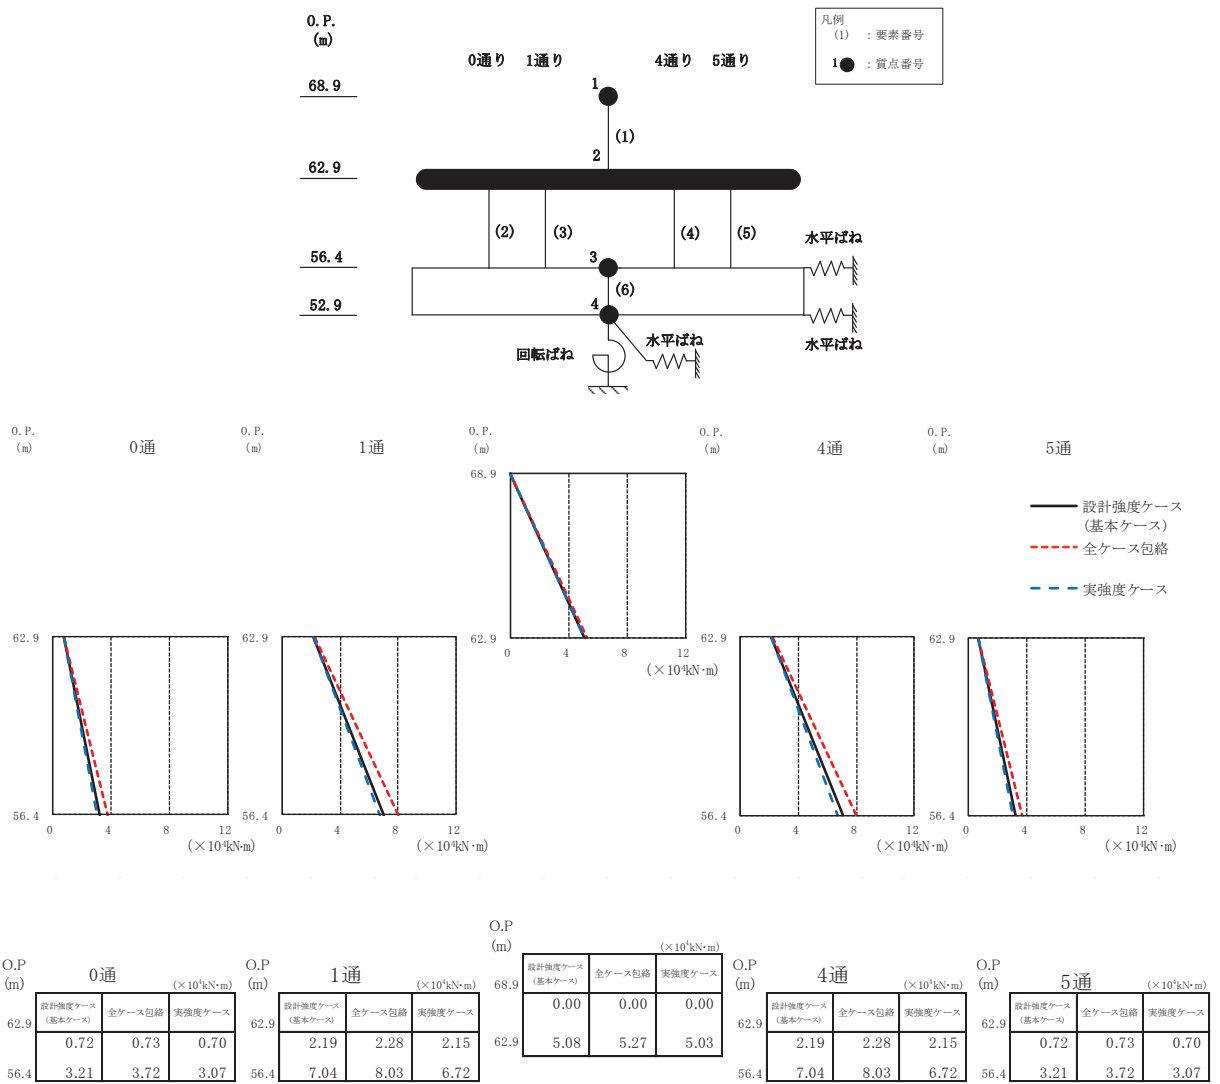 O.P.
(m)
0通り 1通り 4通り 5通り
凡例
(1) : 要素番号
1 : 質点番号
68.9
1
(1)
62.9
2
(2) (3) (4) (5)
水平ばね
56.4
3
(6)
52.9
4
水平ばね
水平ばね
回転ばね
O.P.
(m)
0通
O.P.
(m)
1通
O.P.
(m)
O.P.
(m)
4通
O.P.
(m)
5通
68.9
62.9
0 4 8 12
(×10⁴kN·m)
設計強度ケース
(基本ケース)
全ケース包絡
実強度ケース
62.9
56.4
0 4 8 12
(×10⁴kN·m)
62.9
56.4
0 4 8 12
(×10⁴kN·m)
62.9
56.4
0 4 8 12
(×10⁴kN·m)
62.9
56.4
0 4 8 12
(×10⁴kN·m)
O.P
(m)
0通
(×10⁴kN·m)
設計強度ケース
(基本ケース)
全ケース包絡 実強度ケース
62.9
0.72 0.73 0.70
56.4 3.21 3.72 3.07
O.P
(m)
1通
(×10⁴kN·m)
設計強度ケース
(基本ケース)
全ケース包絡 実強度ケース
62.9
2.19 2.28 2.15
56.4 7.04 8.03 6.72
O.P
(m)
(×10⁴kN·m)
設計強度ケース
(基本ケース)
全ケース包絡 実強度ケース
68.9
0.00 0.00 0.00
62.9 5.08 5.27 5.03
O.P
(m)
4通
(×10⁴kN·m)
設計強度ケース
(基本ケース)
全ケース包絡 実強度ケース
62.9
2.19 2.28 2.15
56.4 7.04 8.03 6.72
O.P
(m)
5通
(×10⁴kN·m)
設計強度ケース
(基本ケース)
全ケース包絡 実強度ケース
62.9
0.72 0.73 0.70
56.4 3.21 3.72 3.07